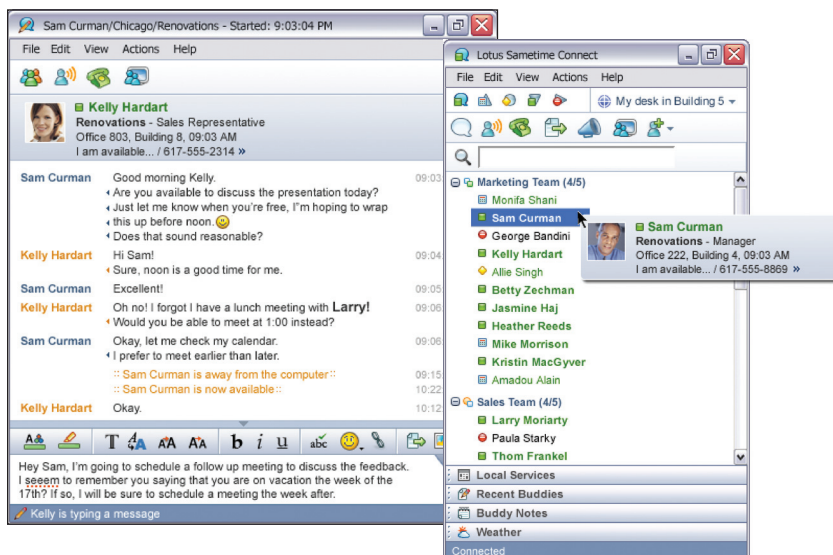 Sam Curman/Chicago/Renovations - Started: 9:03:04 PM
File Edit View Actions Help
Kelly Hardart
Renovations - Sales Representative
Office 803, Building 8, 09:03 AM
I am available... / 617-555-2314 »
Sam Curman Good morning Kelly. 09:03
Are you available to discuss the presentation today?
Just let me know when you're free, I"m hoping to wrap
this up before noon.
Does that sound reasonable?
Kelly Hardart Hi Sam! 09:04
Sure, noon is a good time for me.
Sam Curman Excellent! 09:05
Kelly Hardart Oh no! I forgot I have a lunch meeting with Larry! 09:06
Would you be able to meet at 1:00 instead?
Sam Curman Okay, let me check my calendar. 09:06
I prefer to meet earlier than later.
:: Sam Curman is away from the computer :: 09:15
:: Sam Curman is now available :: 10:22
Kelly Hardart Okay. 10:12
T A AA AA b i u abc
Hey Sam, I'm going to schedule a follow up meeting to discuss the feedback.
I seeem to remember you saying that you are on vacation the week of the
17th? If so, I will be sure to schedule a meeting the week after.
Kelly is typing a message
Lotus Sametime Connect
File Edit View Actions Help
My desk in Building 5
Marketing Team (4/5)
Monifa Shani
Sam Curman
George Bandini
Kelly Hardart
Allie Singh
Betty Zechman
Jasmine Haj
Heather Reeds
Mike Morrison
Kristin MacGyver
Amadou Alain
Sales Team (4/5)
Larry Moriarty
Paula Starky
Thom Frankel
Local Services
Recent Buddies
Buddy Notes
Weather
Connected
Sam Curman
Renovations - Manager
Office 222, Building 4, 09:03 AM
I am available... / 617-555-8869 »